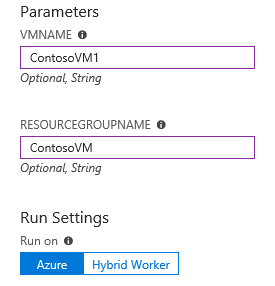 Parameters
VMNAME
ContosoVM1
Optional, String
RESOURCEGROUPNAME
ContosoVM
Optional, String
Run Settings
Run on
Azure Hybrid Worker